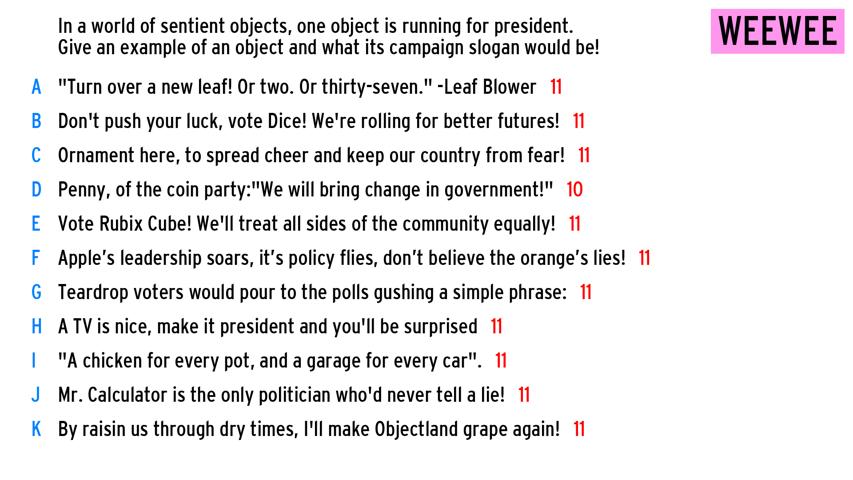 In a world of sentient objects, one object is running for president.
Give an example of an object and what its campaign slogan would be!
WEEWEE
A "Turn over a new leaf! Or two. Or thirty-seven." -Leaf Blower 11
B Don't push your luck, vote Dice! We're rolling for better futures! 11
C Ornament here, to spread cheer and keep our country from fear! 11
D Penny, of the coin party:"We will bring change in government!" 10
E Vote Rubix Cube! We'll treat all sides of the community equally! 11
F Apple’s leadership soars, it’s policy flies, don’t believe the orange’s lies! 11
G Teardrop voters would pour to the polls gushing a simple phrase: 11
H A TV is nice, make it president and you'll be surprised 11
I "A chicken for every pot, and a garage for every car". 11
J Mr. Calculator is the only politician who'd never tell a lie! 11
K By raisin us through dry times, I'll make Objectland grape again! 11